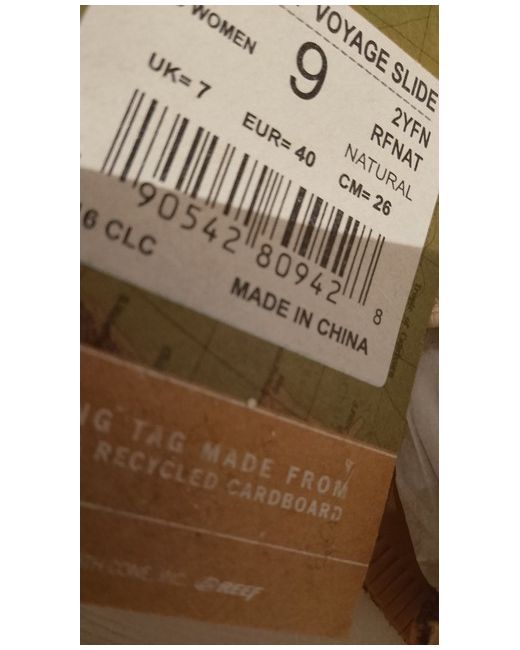 VOYAGE SLIDE
WOMEN
9
2YFN
UK= 7
EUR= 40
RFNAT
NATURAL
CM= 26
90542 80942 8
6 CLC
MADE IN CHINA
TAG MADE FROM
RECYCLED CARDBOARD
REEF